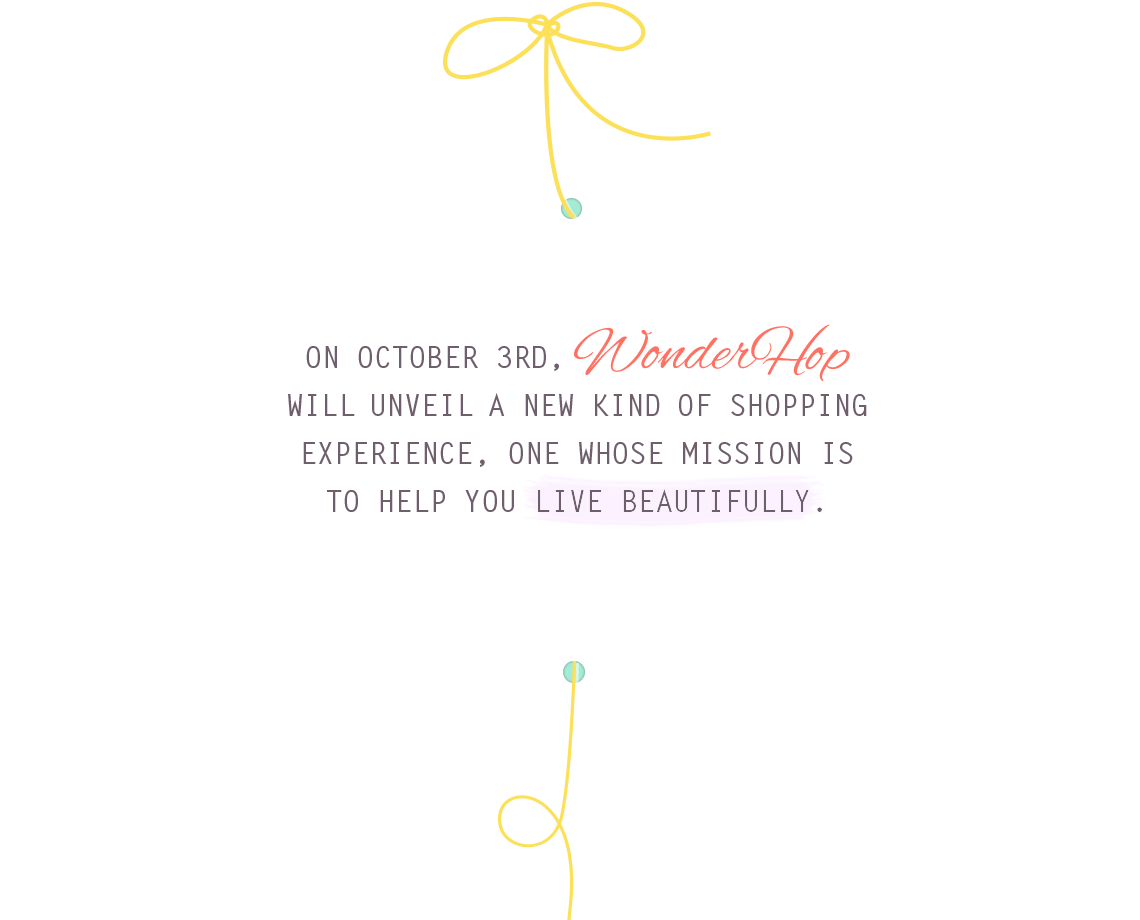 ON OCTOBER 3RD, WonderHop
WILL UNVEIL A NEW KIND OF SHOPPING
EXPERIENCE, ONE WHOSE MISSION IS
TO HELP YOU LIVE BEAUTIFULLY.